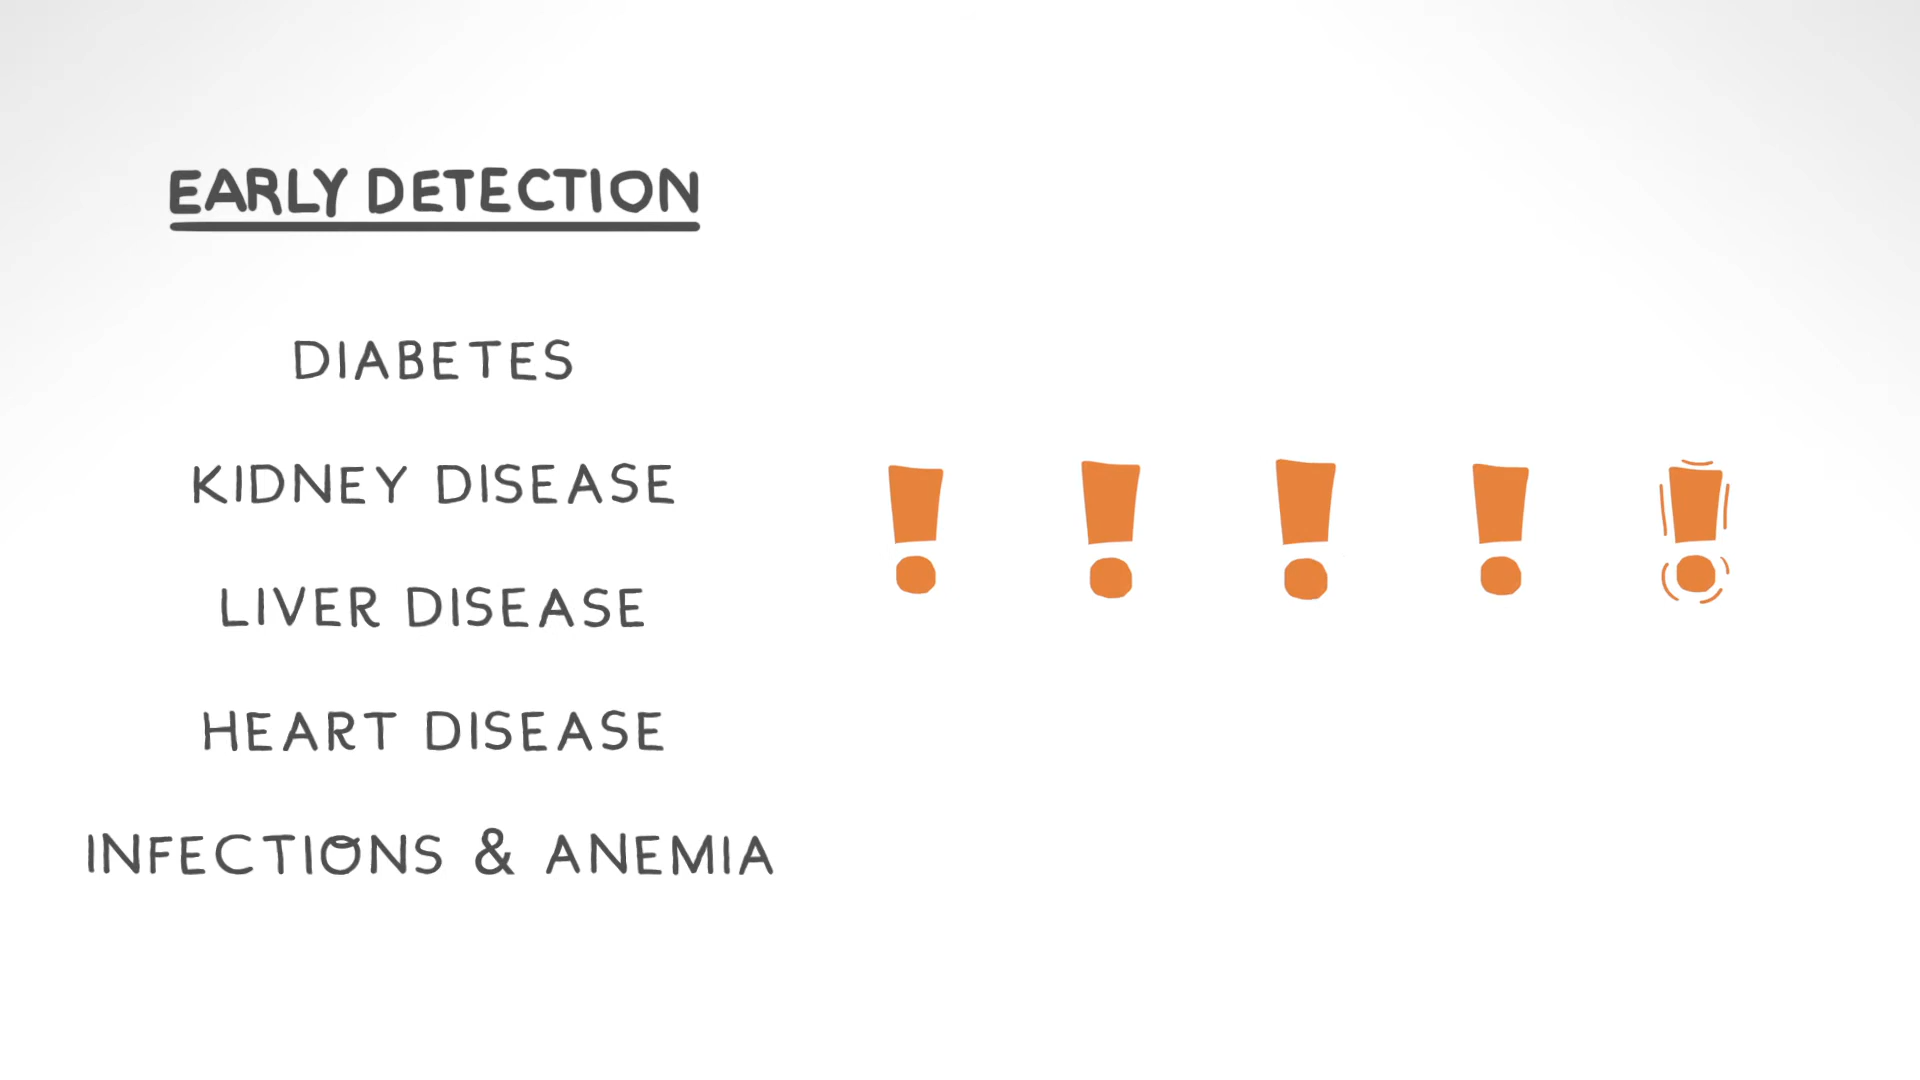 EARLY DETECTION
DIABETES
KIDNEY DISEASE
LIVER DISEASE
HEART DISEASE
INFECTIONS & ANEMIA
! ! ! ! !